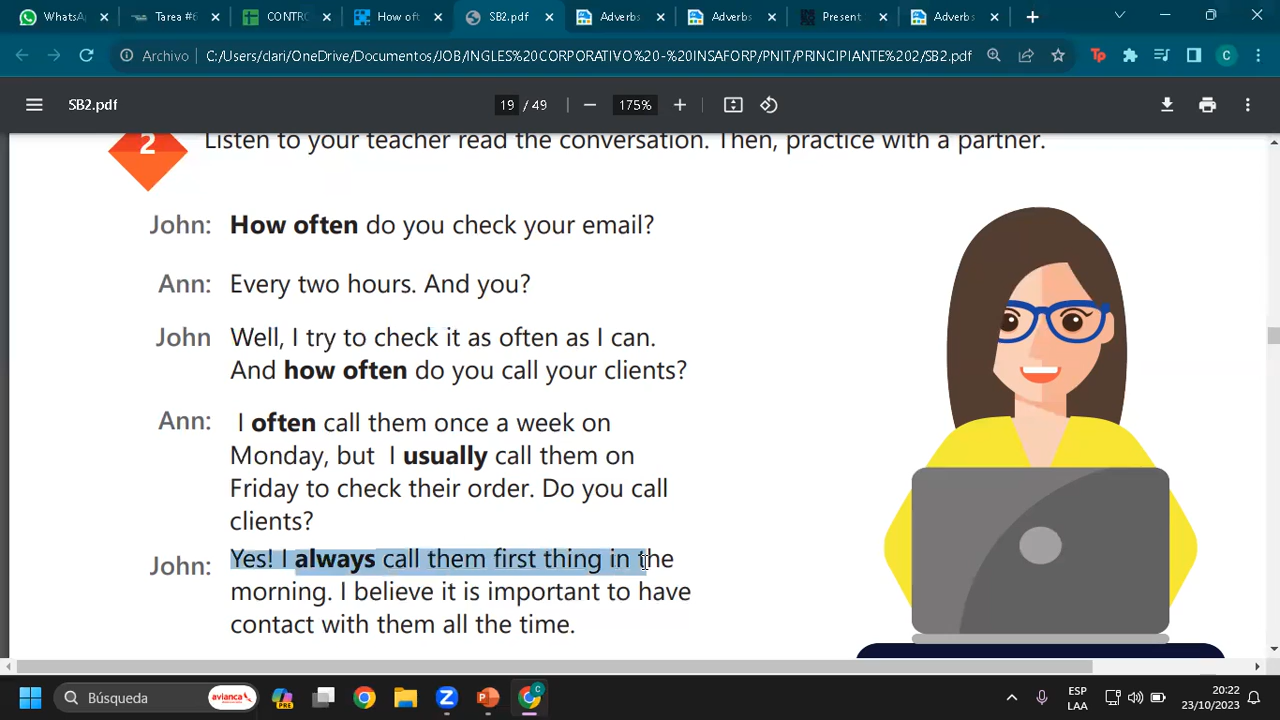 WhatsA
Tarea #6
CONTRO
How oft
SB2.pdf
Adverbs
Adverbs
Present
Adverbs
Archivo
C:/Users/clari/OneDrive/Documentos/JOB/INGLES%20CORPORATIVO%20-%20INSAFORP/PNIT/PRINCIPIANTE%202/SB2.pdf
Tp
C
SB2.pdf
19 / 49
175%
2
Listen to your teacher read the conversation. Then, practice with a partner.
John: How often do you check your email?
Ann: Every two hours. And you?
John Well, I try to check it as often as I can.
And how often do you call your clients?
Ann: I often call them once a week on
Monday, but I usually call them on
Friday to check their order. Do you call
clients?
John: Yes! I always call them first thing in the
morning. I believe it is important to have
contact with them all the time.
Búsqueda
avianca
PRE
ESP
LAA
20:22
23/10/2023